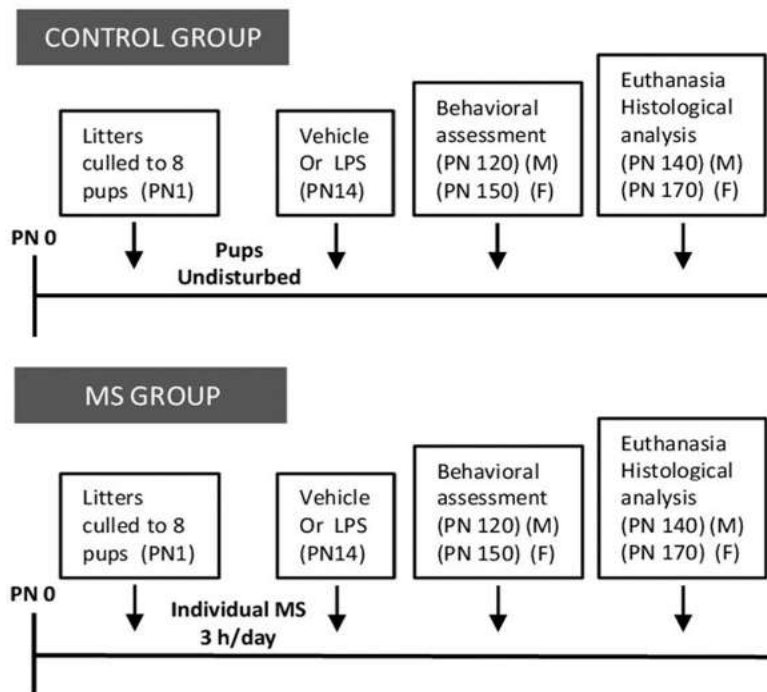 CONTROL GROUP
Litters
culled to 8
pups (PN1)
Vehicle
Or LPS
(PN14)
Behavioral
assessment
(PN 120) (M)
(PN 150) (F)
Euthanasia
Histological
analysis
(PN 140) (M)
(PN 170) (F)
PN 0
Pups
Undisturbed
MS GROUP
Litters
culled to 8
pups (PN1)
Vehicle
Or LPS
(PN14)
Behavioral
assessment
(PN 120) (M)
(PN 150) (F)
Euthanasia
Histological
analysis
(PN 140) (M)
(PN 170) (F)
PN 0
Individual MS
3 h/day